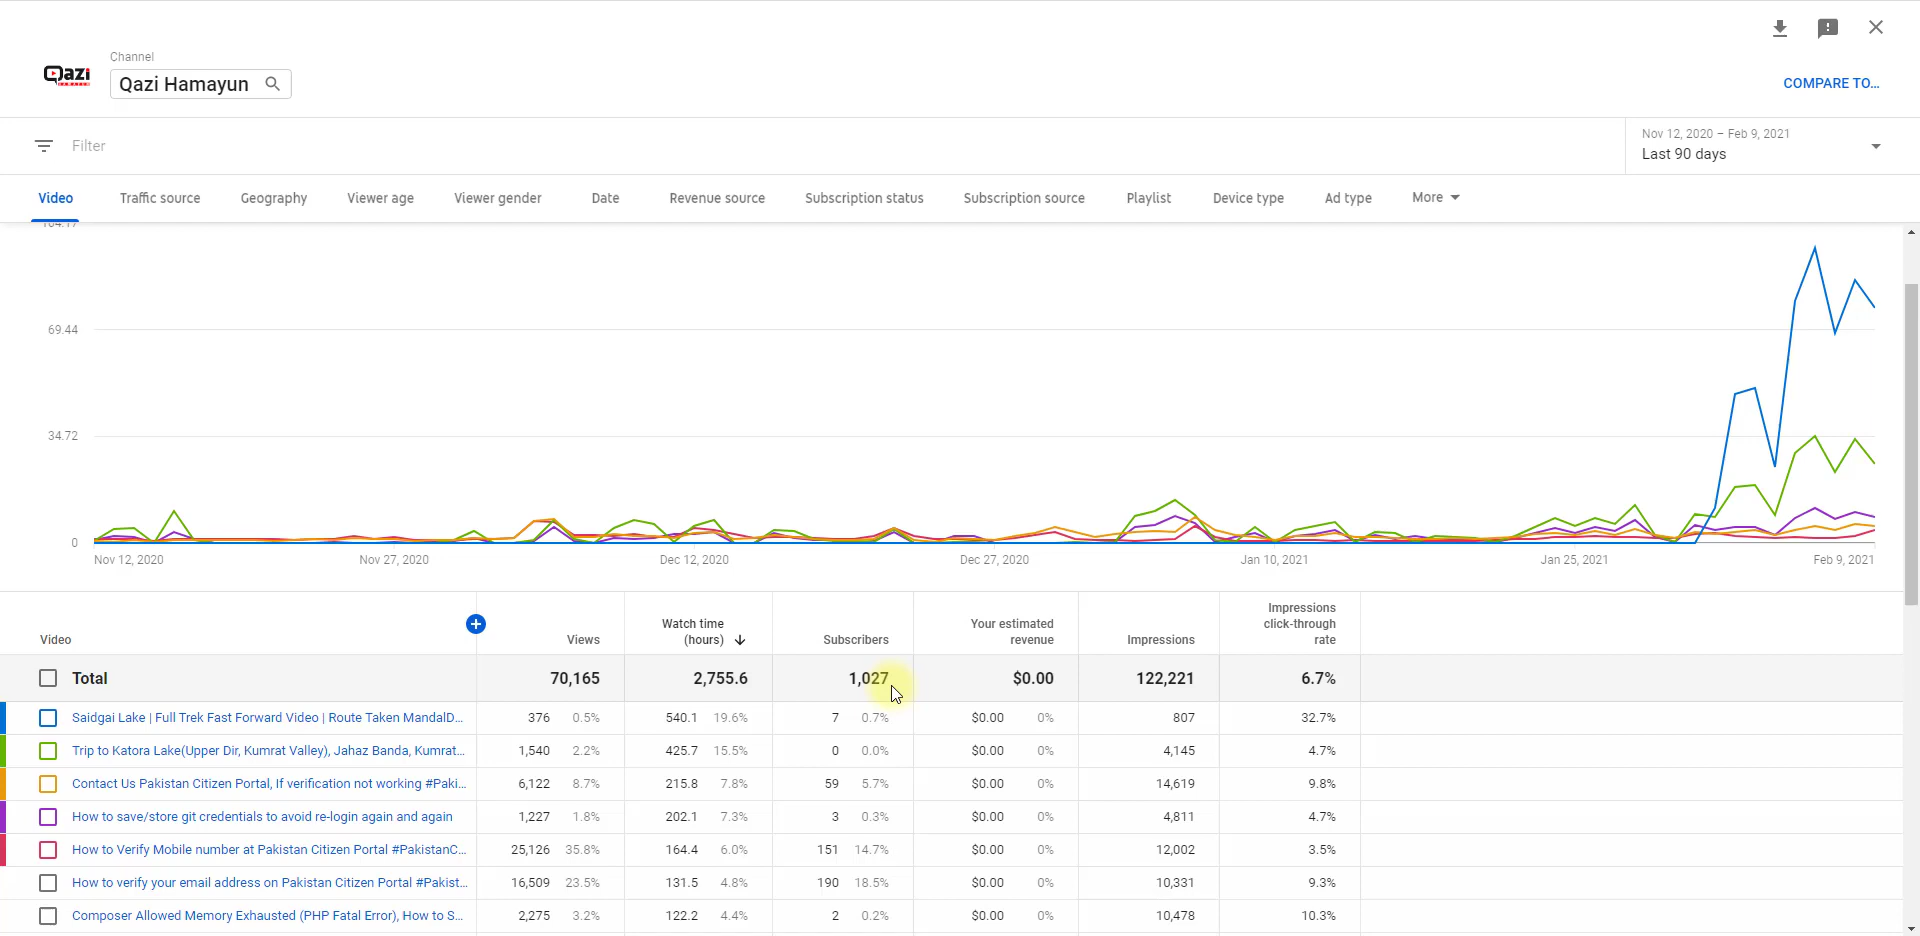 Channel
Qazi
Qazi Hamayun
COMPARE TO...
Filter
Nov 12, 2020 – Feb 9, 2021
Last 90 days
Video Traffic source Geography Viewer age Viewer gender Date Revenue source Subscription status Subscription source Playlist Device type Ad type More
104.17
69.44
34.72
0
Nov 12, 2020 Nov 27, 2020 Dec 12, 2020 Dec 27, 2020 Jan 10, 2021 Jan 25, 2021 Feb 9, 2021
Video Views Watch time (hours) Subscribers Your estimated revenue Impressions Impressions click-through rate
Total 70,165 2,755.6 1,027 $0.00 122,221 6.7%
Saidgai Lake | Full Trek Fast Forward Video | Route Taken MandalD... 376 0.5% 540.1 19.6% 7 0.7% $0.00 0% 807 32.7%
Trip to Katora Lake(Upper Dir, Kumrat Valley), Jahaz Banda, Kumrat... 1,540 2.2% 425.7 15.5% 0 0.0% $0.00 0% 4,145 4.7%
Contact Us Pakistan Citizen Portal, If verification not working #Paki... 6,122 8.7% 215.8 7.8% 59 5.7% $0.00 0% 14,619 9.8%
How to save/store git credentials to avoid re-login again and again 1,227 1.8% 202.1 7.3% 3 0.3% $0.00 0% 4,811 4.7%
How to Verify Mobile number at Pakistan Citizen Portal #PakistanC... 25,126 35.8% 164.4 6.0% 151 14.7% $0.00 0% 12,002 3.5%
How to verify your email address on Pakistan Citizen Portal #Pakist... 16,509 23.5% 131.5 4.8% 190 18.5% $0.00 0% 10,331 9.3%
Composer Allowed Memory Exhausted (PHP Fatal Error), How to S... 2,275 3.2% 122.2 4.4% 2 0.2% $0.00 0% 10,478 10.3%